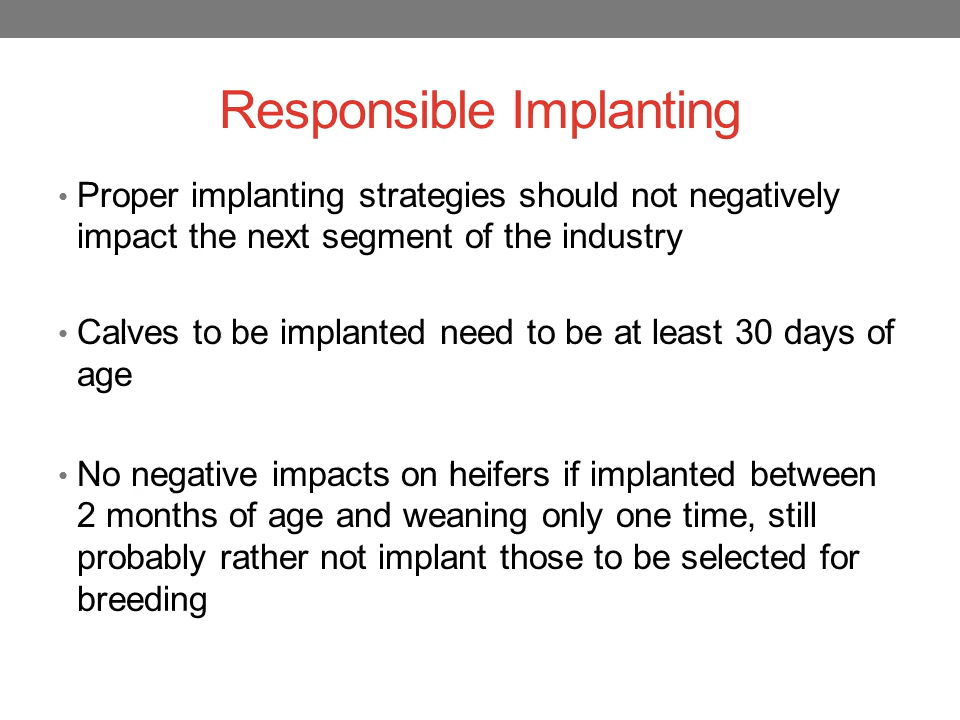 Responsible Implanting
• Proper implanting strategies should not negatively
impact the next segment of the industry
• Calves to be implanted need to be at least 30 days of
age
• No negative impacts on heifers if implanted between
2 months of age and weaning only one time, still
probably rather not implant those to be selected for
breeding